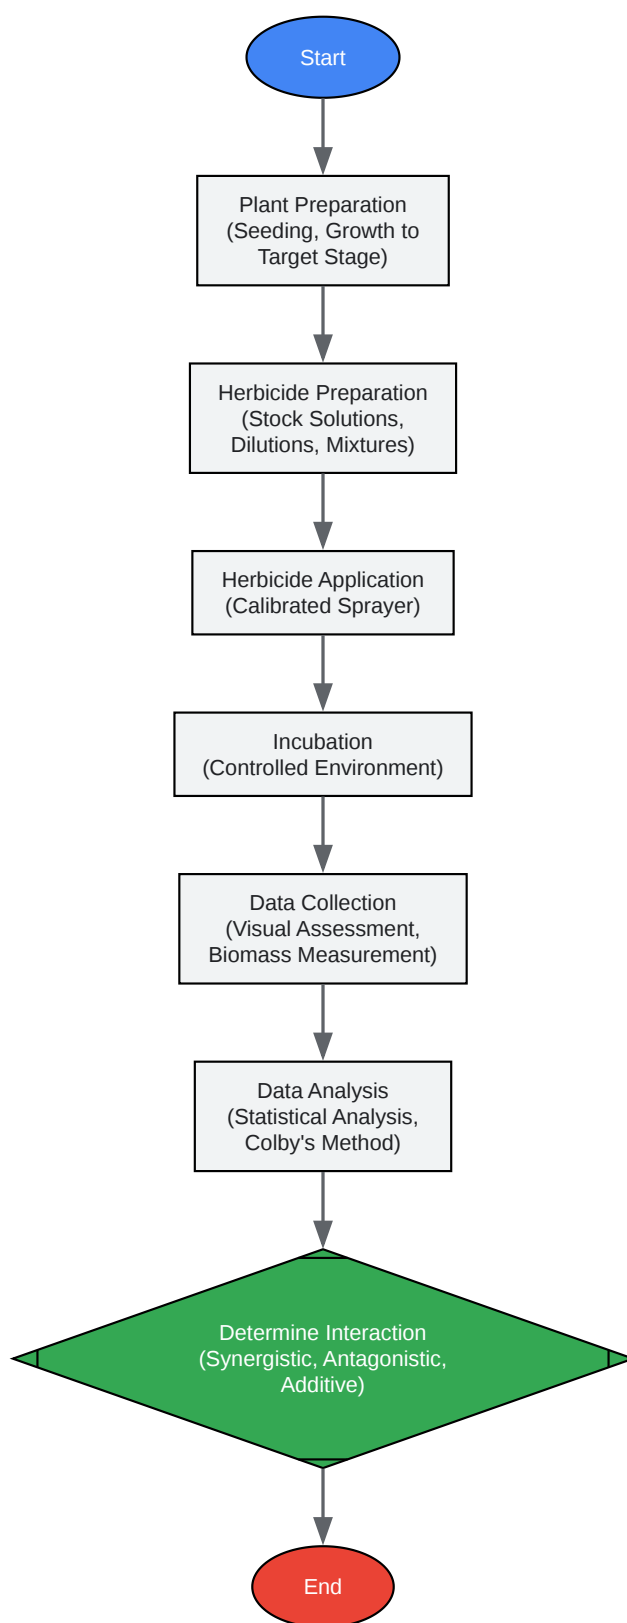 Start
Plant Preparation
(Seeding, Growth to
Target Stage)
Herbicide Preparation
(Stock Solutions,
Dilutions, Mixtures)
Herbicide Application
(Calibrated Sprayer)
Incubation
(Controlled Environment)
Data Collection
(Visual Assessment,
Biomass Measurement)
Data Analysis
(Statistical Analysis,
Colby's Method)
Determine Interaction
(Synergistic, Antagonistic,
Additive)
End